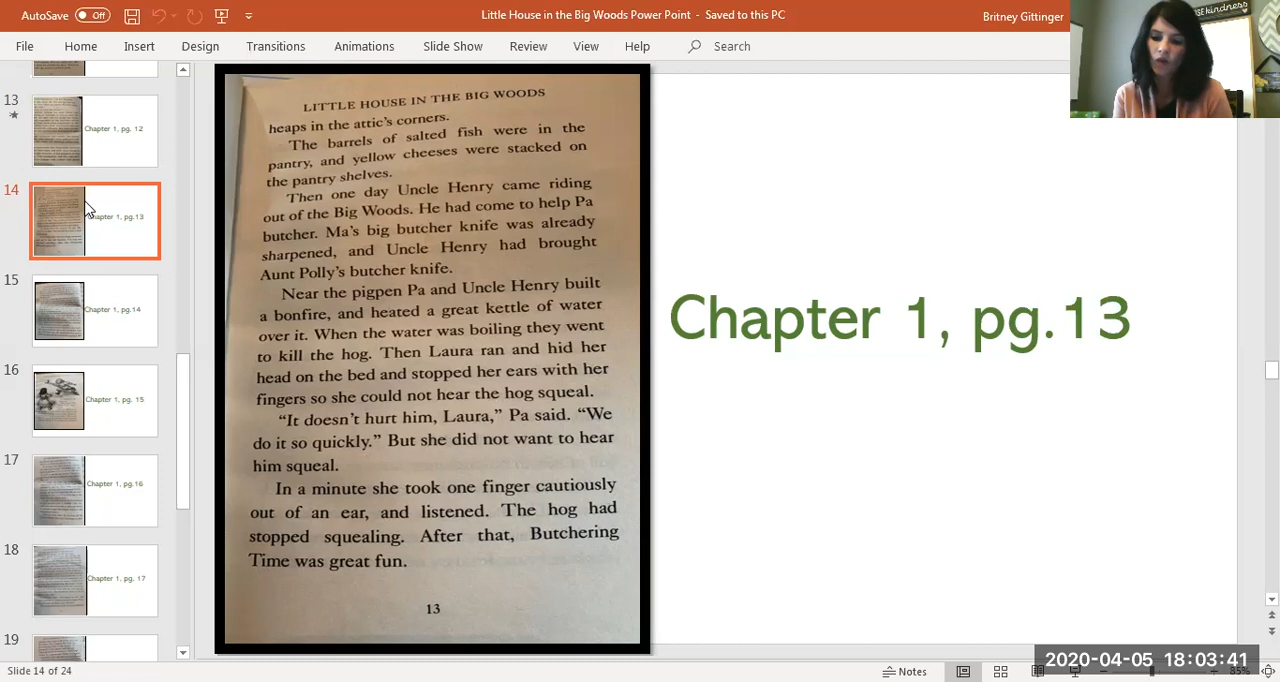 AutoSave Off
Little House in the Big Woods Power Point - Saved to this PC
Britney Gittinger
File Home Insert Design Transitions Animations Slide Show Review View Help Search
13
Chapter 1, pg. 12
14
Chapter 1, pg.13
15
Chapter 1, pg.14
16
Chapter 1, pg. 15
17
Chapter 1, pg.16
18
Chapter 1, pg. 17
19
LITTLE HOUSE IN THE BIG WOODS
heaps in the attic's corners.
The barrels of salted fish were in the
pantry, and yellow cheeses were stacked on
the pantry shelves.
Then one day Uncle Henry came riding
out of the Big Woods. He had come to help Pa
butcher. Ma's big butcher knife was already
sharpened, and Uncle Henry had brought
Aunt Polly's butcher knife.
Near the pigpen Pa and Uncle Henry built
a bonfire, and heated a great kettle of water
over it. When the water was boiling they went
to kill the hog. Then Laura ran and hid her
head on the bed and stopped her ears with her
fingers so she could not hear the hog squeal.
“It doesn't hurt him, Laura,” Pa said. “We
do it so quickly.” But she did not want to hear
him squeal.
In a minute she took one finger cautiously
out of an ear, and listened. The hog had
stopped squealing. After that, Butchering
Time was great fun.
13
Chapter 1, pg.13
kindness
Slide 14 of 24
Notes
2020-04-05 18:03:41